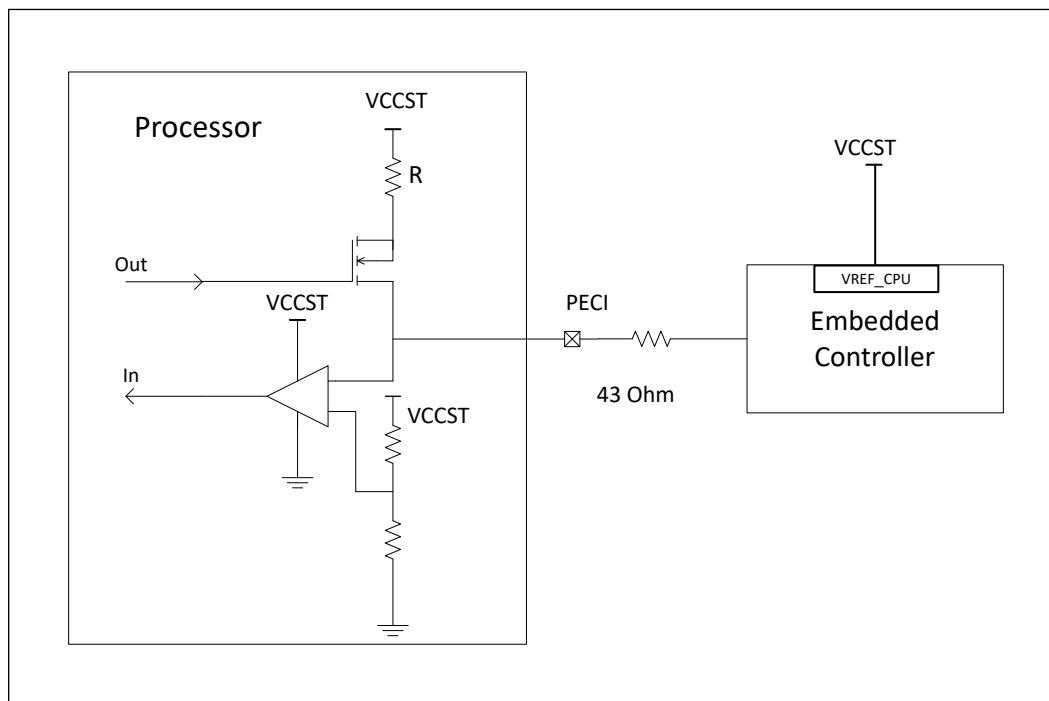 VCCST
Processor
R
VCCST
Out
VCCST
PECI
VREF_CPU
Embedded
Controller
In
43 Ohm
VCCST